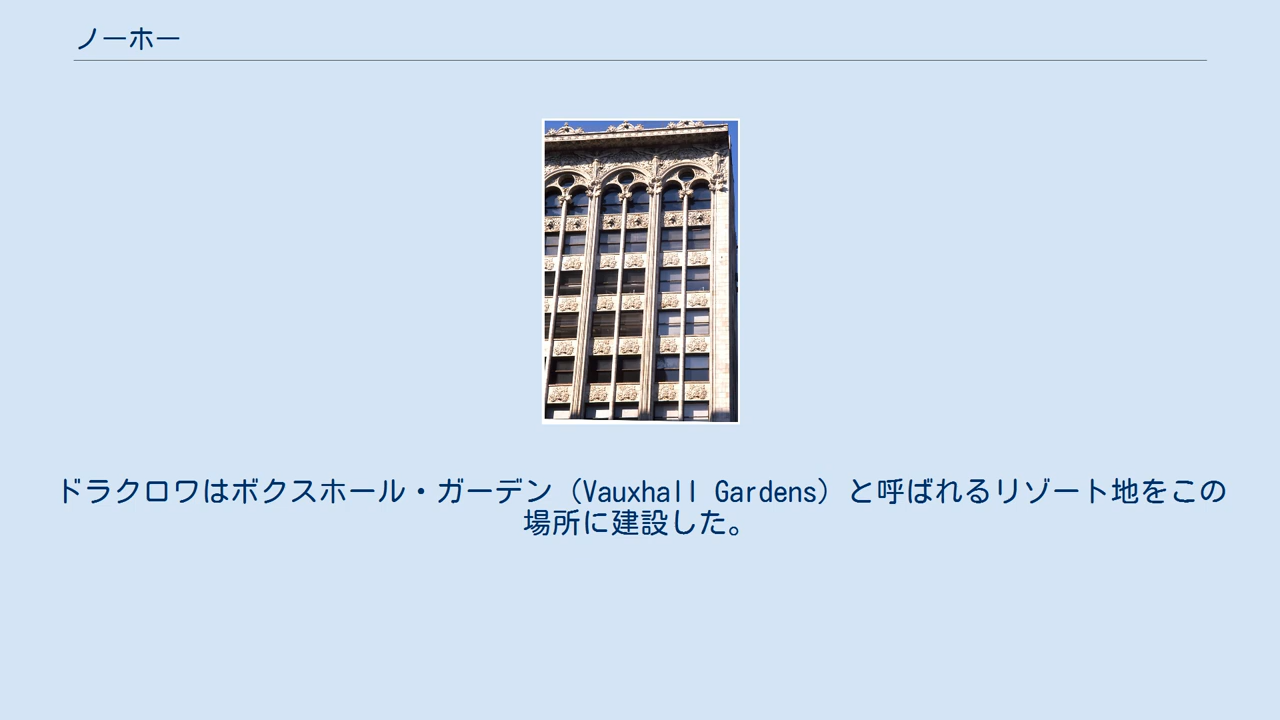 ノーホー
ドラクロワはボクスホール・ガーデン（Vauxhall Gardens）と呼ばれるリゾート地をこの
場所に建設した。